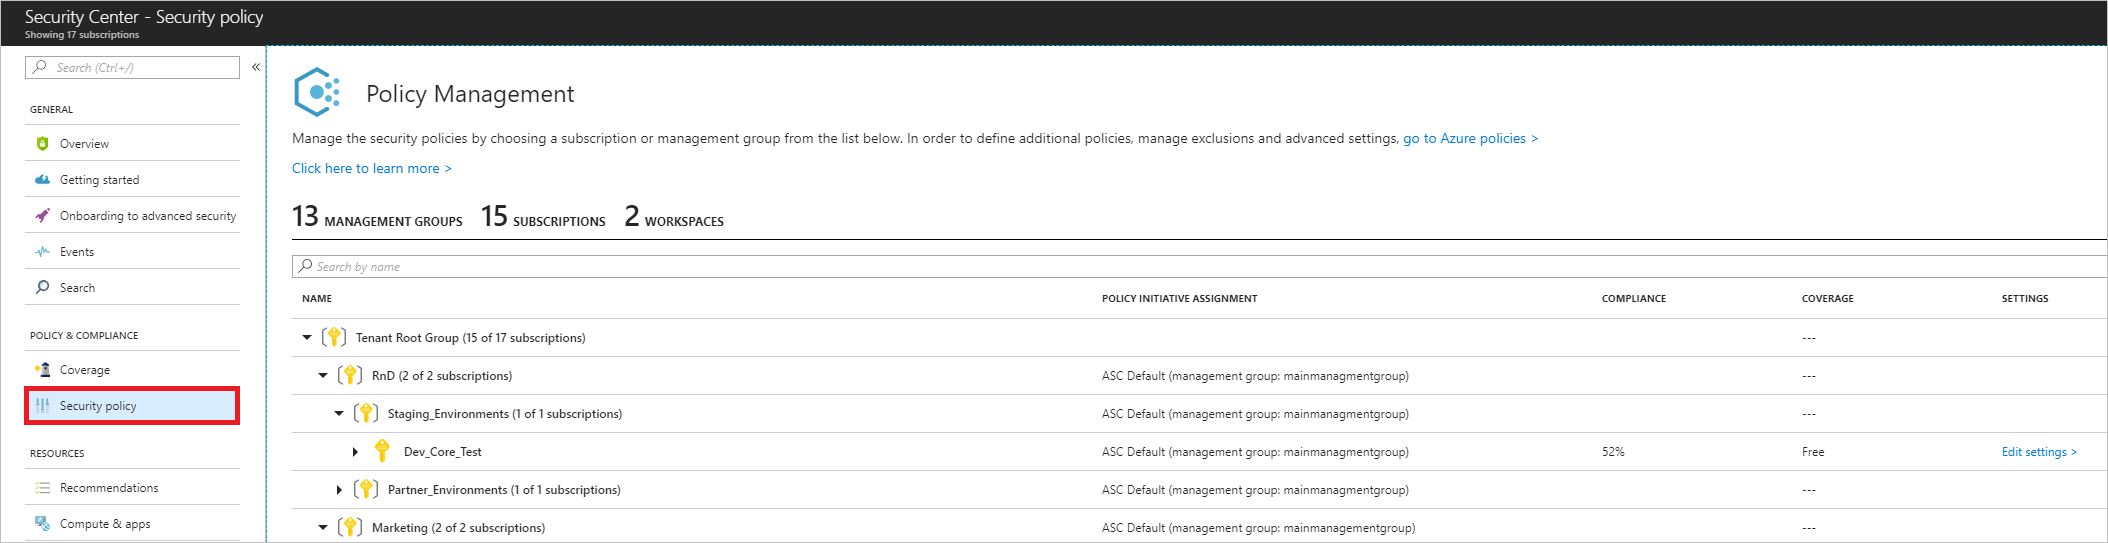 Security Center - Security policy
Showing 17 subscriptions
Search (Ctrl+/)
«
GENERAL
Overview
Getting started
Onboarding to advanced security
Events
Search
POLICY & COMPLIANCE
Coverage
Security policy
RESOURCES
Recommendations
Compute & apps
Policy Management
Manage the security policies by choosing a subscription or management group from the list below. In order to define additional policies, manage exclusions and advanced settings, go to Azure policies >
Click here to learn more >
13 MANAGEMENT GROUPS 15 SUBSCRIPTIONS 2 WORKSPACES
Search by name
NAME POLICY INITIATIVE ASSIGNMENT COMPLIANCE COVERAGE SETTINGS
Tenant Root Group (15 of 17 subscriptions) ---
RnD (2 of 2 subscriptions) ASC Default (management group: mainmanagmentgroup) ---
Staging_Environments (1 of 1 subscriptions) ASC Default (management group: mainmanagmentgroup) ---
Dev_Core_Test ASC Default (management group: mainmanagmentgroup) 52% Free Edit settings >
Partner_Environments (1 of 1 subscriptions) ASC Default (management group: mainmanagmentgroup) ---
Marketing (2 of 2 subscriptions) ASC Default (management group: mainmanagementgroup) ---